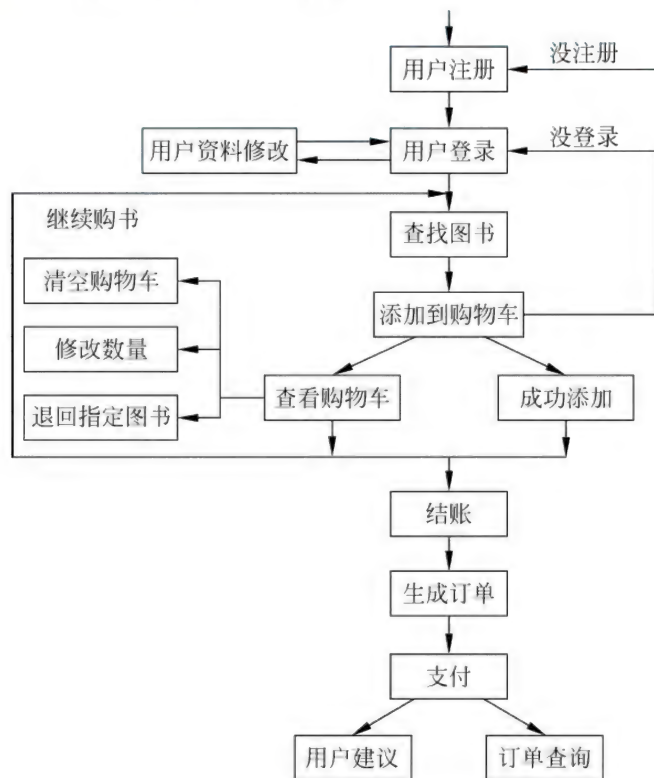 用户注册
没注册
用户资料修改
用户登录
没登录
继续购书
查找图书
清空购物车
添加到购物车
修改数量
退回指定图书
查看购物车
成功添加
结账
生成订单
支付
用户建议
订单查询